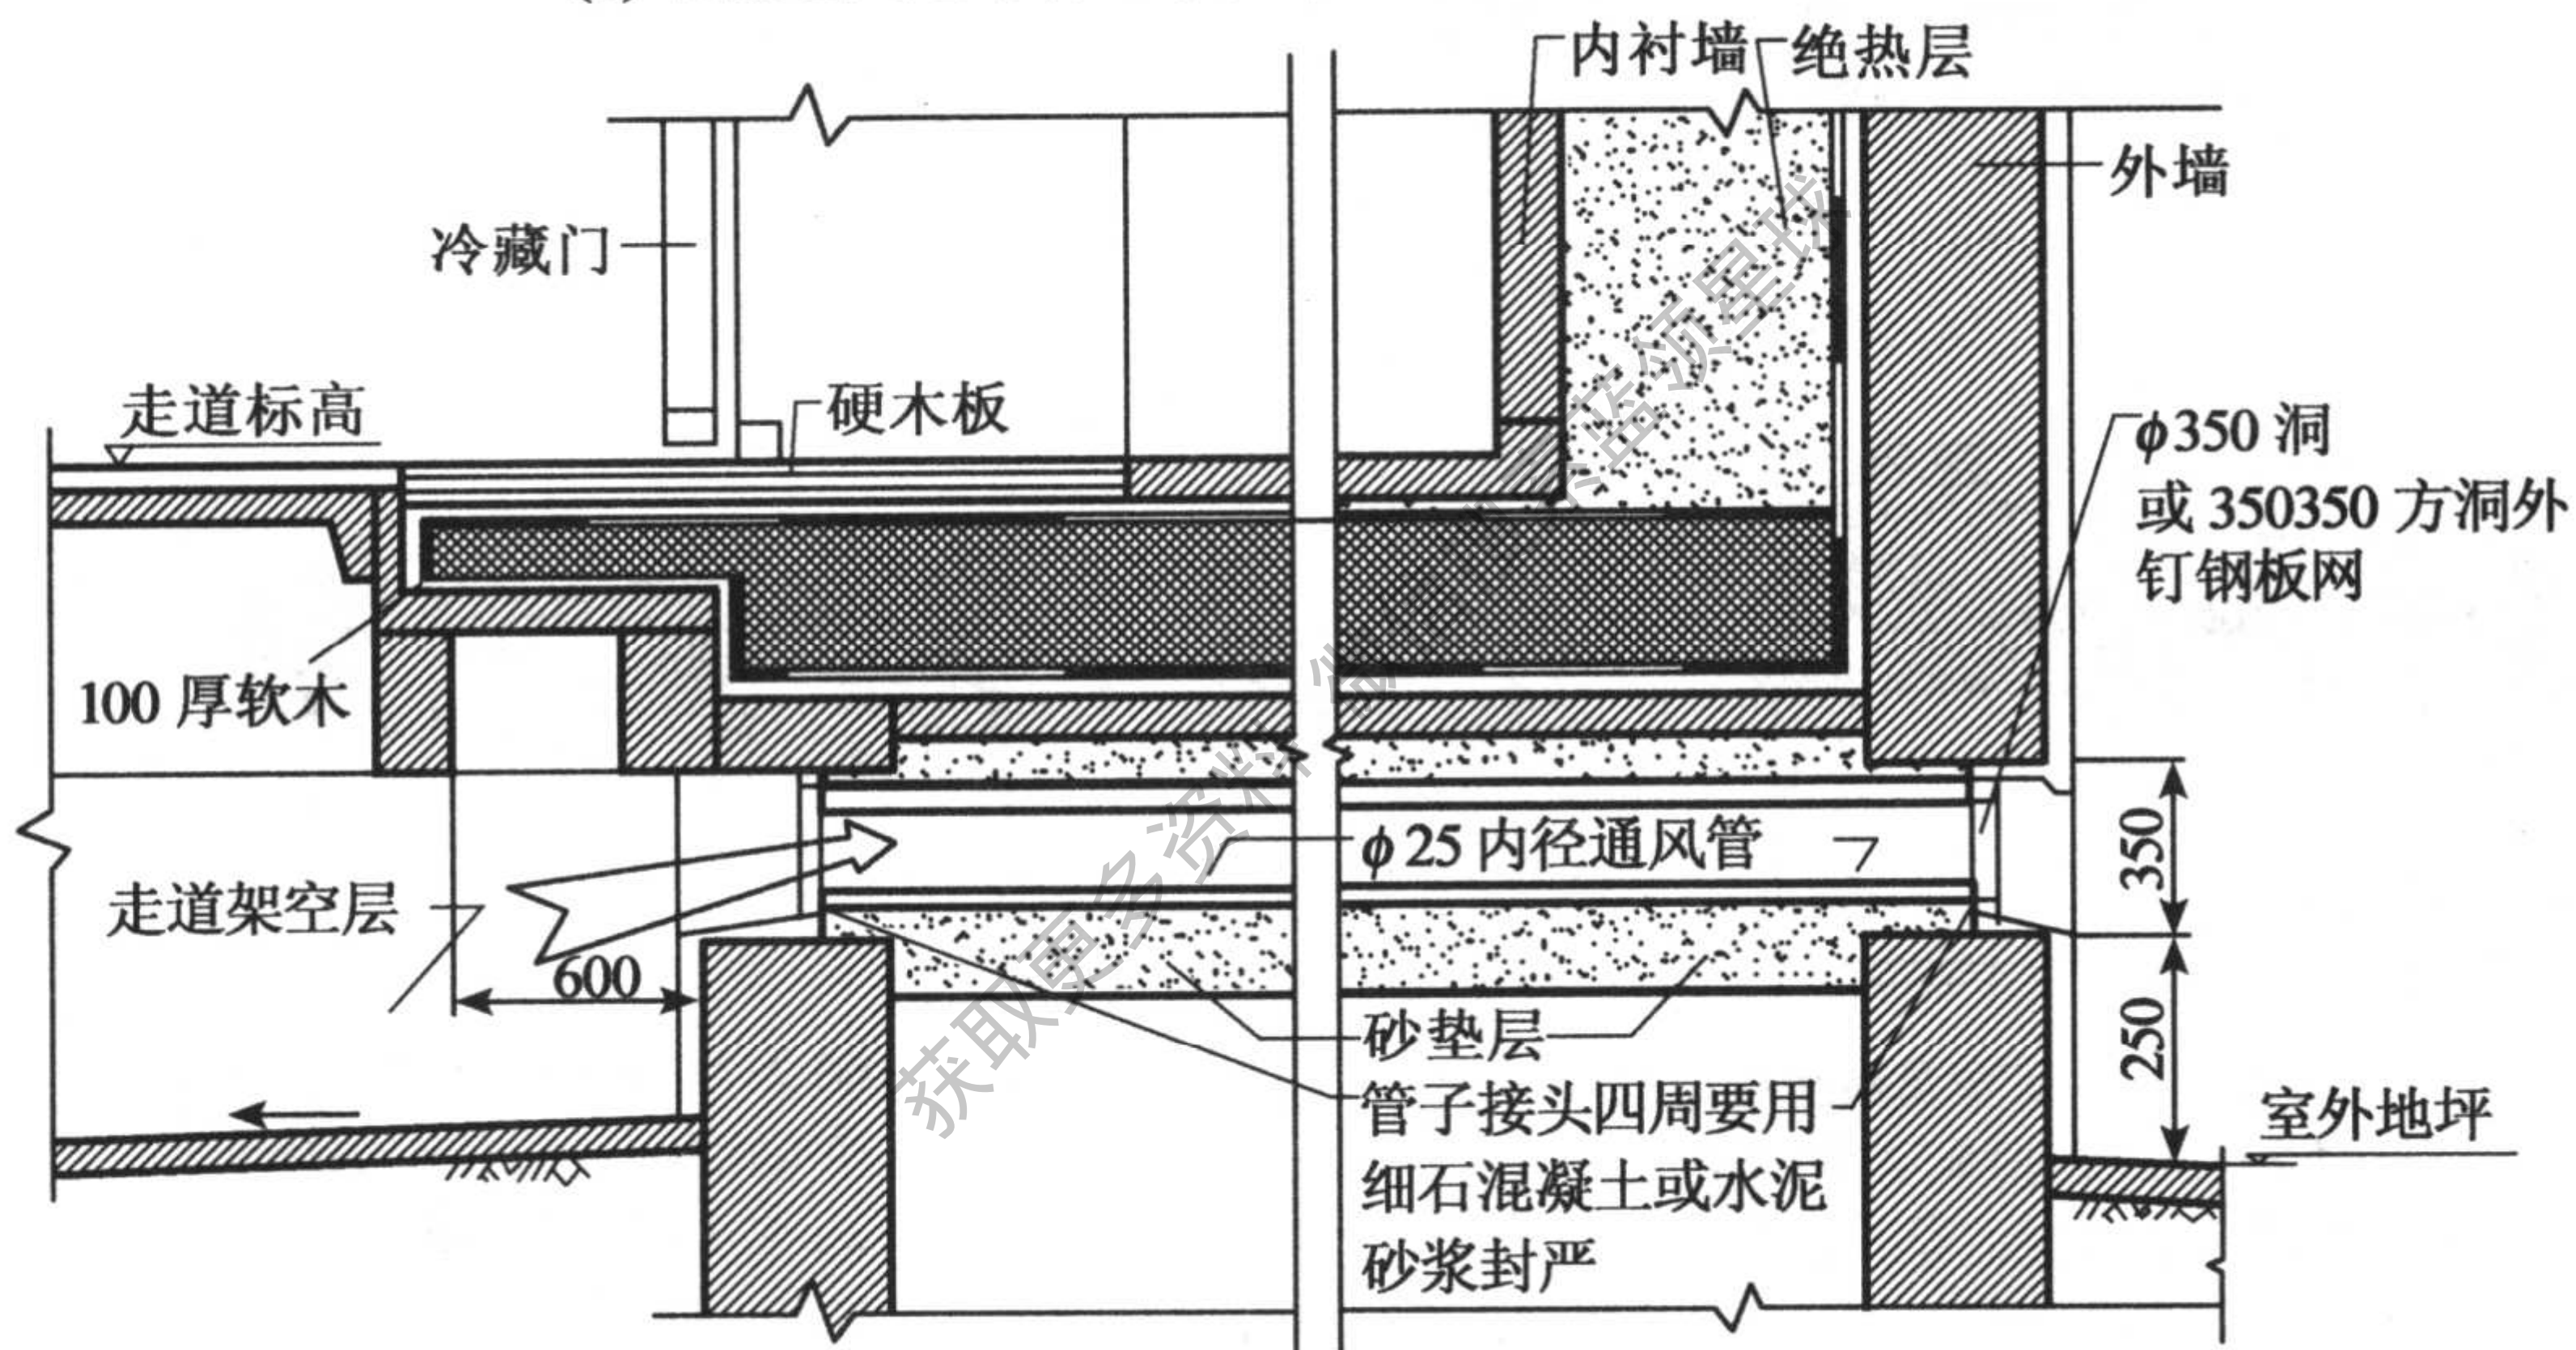 内衬墙
绝热层
外墙
冷藏门
走道标高
硬木板
ϕ350 洞
或 350350 方洞外
钉钢板网
100 厚软木
ϕ25 内径通风管
350
走道架空层
600
砂垫层
250
管子接头四周要用
细石混凝土或水泥
砂浆封严
室外地坪